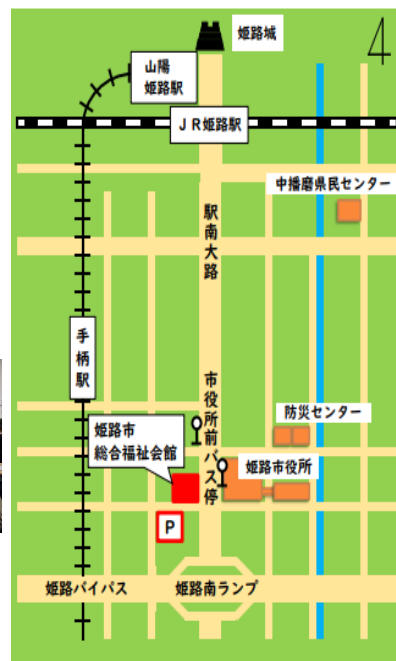 姫路城
4
山陽
姫路駅
JR姫路駅
中播磨県民センター
駅南大路
手柄駅
市役所前バス停
防災センター
姫路市
総合福祉会館
姫路市役所
P
姫路バイパス
姫路南ランプ